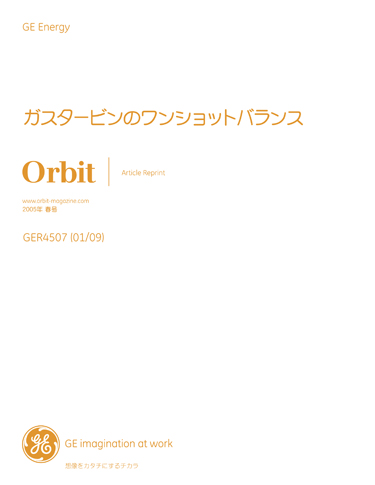 GE Energy
ガスタービンのワンショットバランス
Orbit
Article Reprint
www.orbit-magazine.com
2005年 春号
GER4507 (01/09)
GE imagination at work
想像をカタチにするチカラ